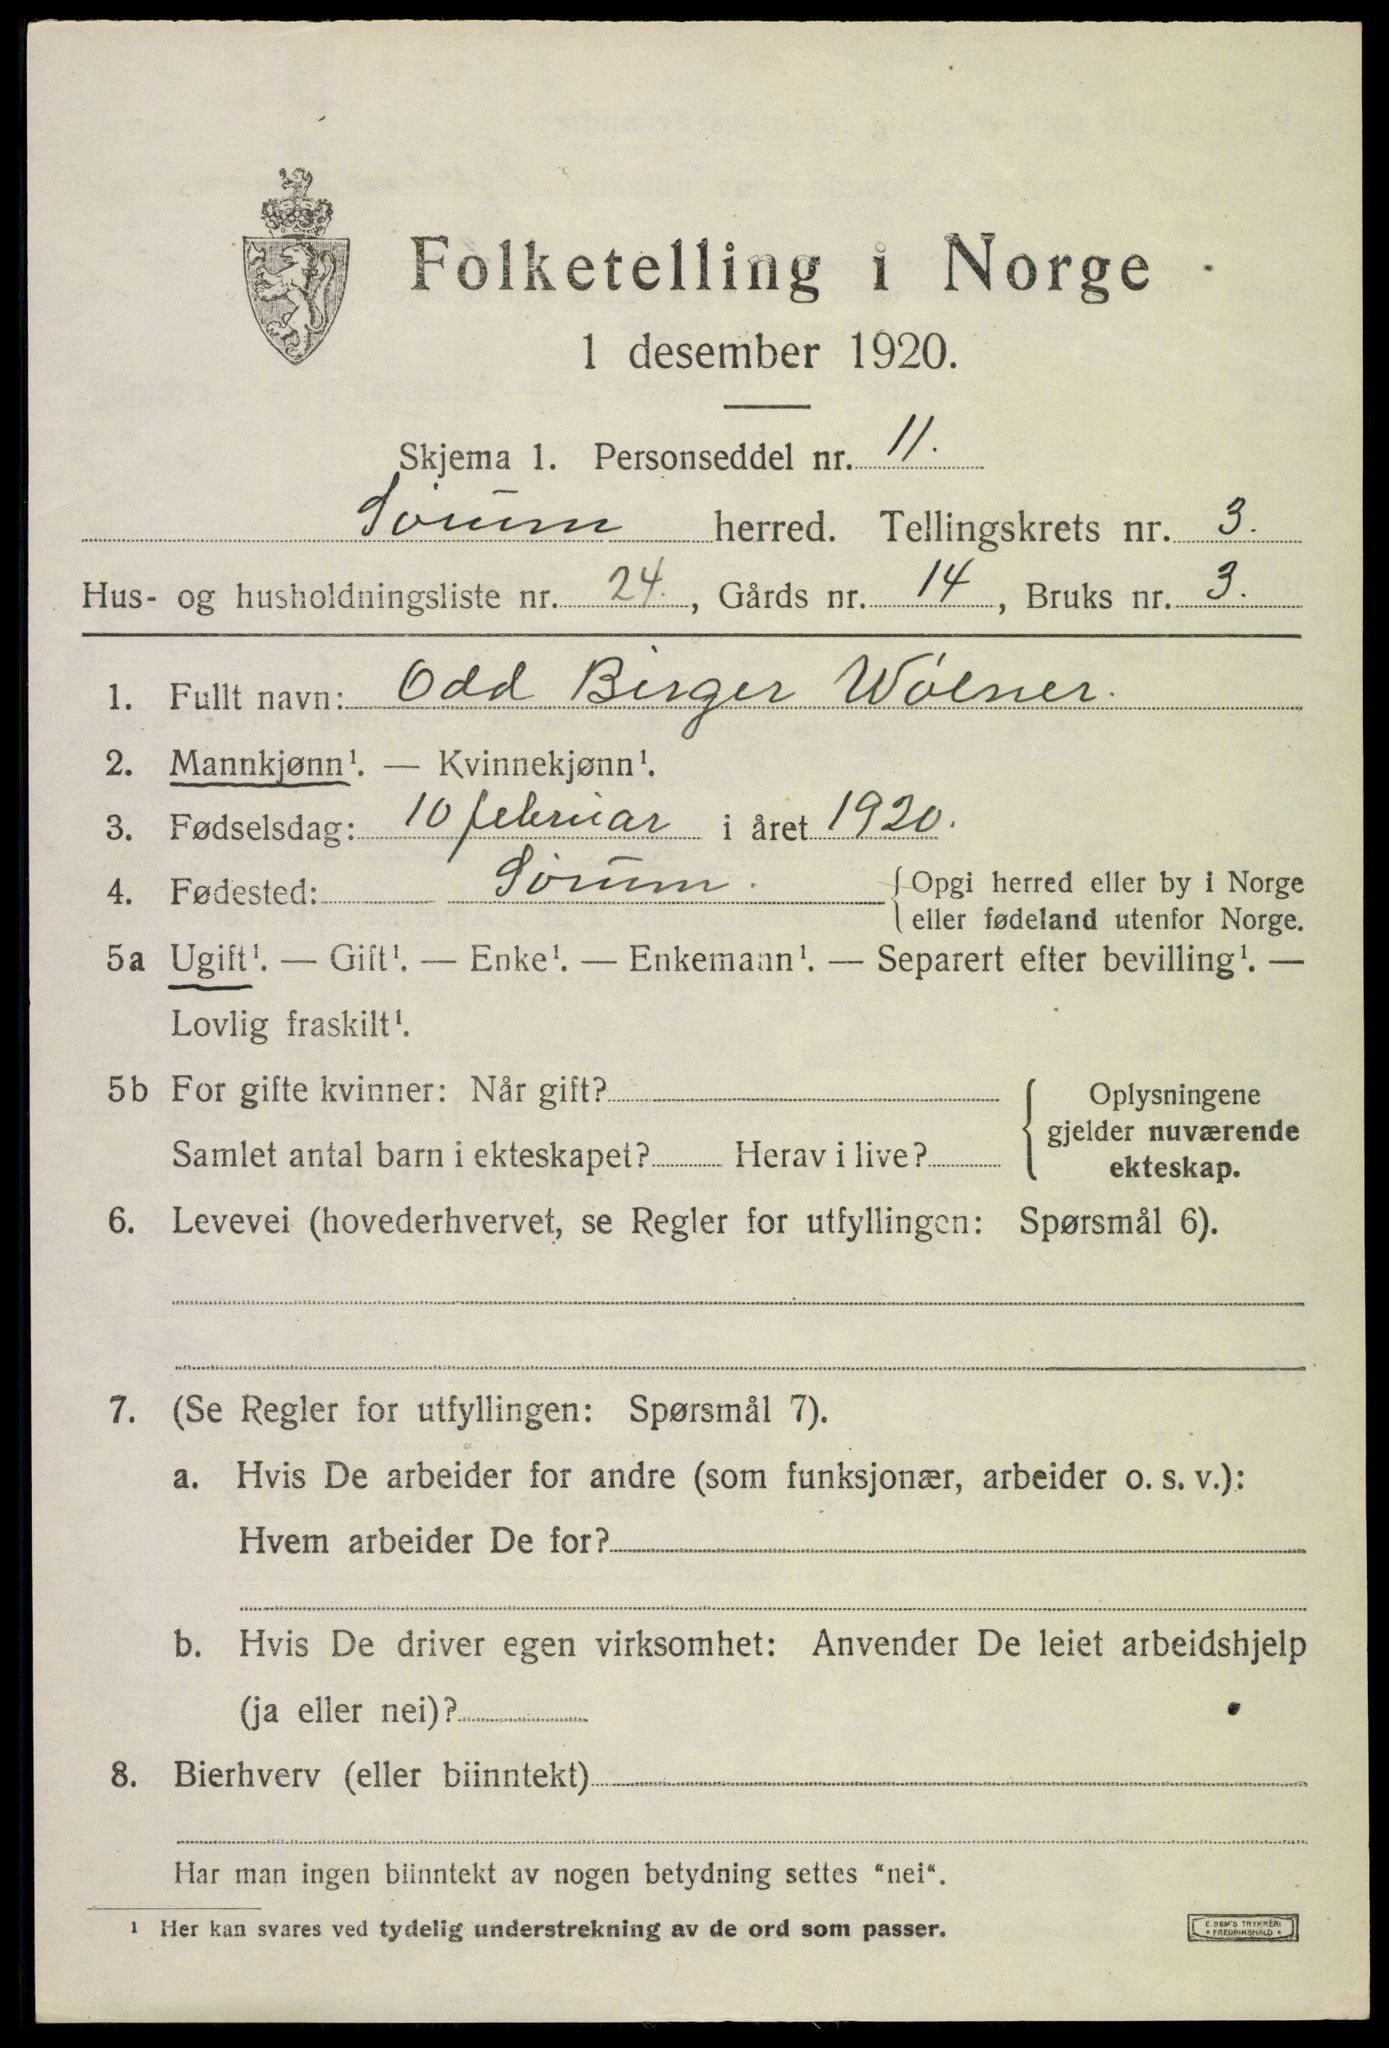 Folketelling i Norge
1 desember 1920.
Skjema 1. Personseddel nr. 11.
Sörum herred. Tellingskrets nr. 3.
Hus- og husholdningsliste nr. 24., Gårds nr. 14, Bruks nr. 3.
1. Fullt navn: Odd Birger Wölner.
2. Mannkjønn¹. — Kvinnekjønn¹.
3. Fødselsdag: 10 februar i året 1920.
4. Fødested: Sörum. Opgi herred eller by i Norge
eller fødeland utenfor Norge.
5a Ugift¹. — Gift¹. — Enke¹. — Enkemann¹. — Separert efter bevilling¹. —
Lovlig fraskilt¹.
5b For gifte kvinner: Når gift?
Samlet antal barn i ekteskapet? Herav i live?
Oplysningene
gjelder nuværende
ekteskap.
6. Levevei (hovederhvervet, se Regler for utfyllingen: Spørsmål 6).
7. (Se Regler for utfyllingen: Spørsmål 7).
a. Hvis De arbeider for andre (som funksjonær, arbeider o. s. v.):
Hvem arbeider De for?
b. Hvis De driver egen virksomhet: Anvender De leiet arbeidshjelp
(ja eller nei)?
8. Bierhverv (eller biinntekt)
Har man ingen biinntekt av nogen betydning settes “nei“.
¹ Her kan svares ved tydelig understrekning av de ord som passer.
E. SEM'S TRYKKERI
• FREDRIKSHALD •